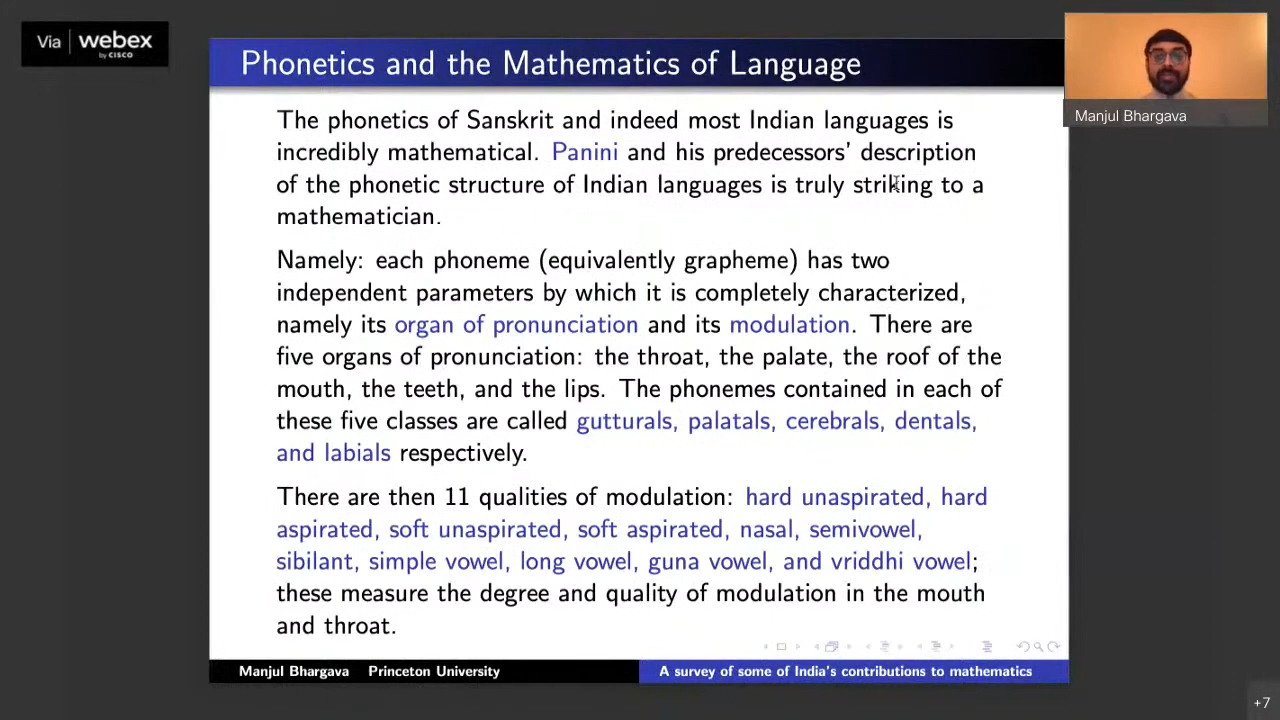 Via webex
by CISCO
Phonetics and the Mathematics of Language
Manjul Bhargava
The phonetics of Sanskrit and indeed most Indian languages is
incredibly mathematical. Panini and his predecessors' description
of the phonetic structure of Indian languages is truly striking to a
mathematician.
Namely: each phoneme (equivalently grapheme) has two
independent parameters by which it is completely characterized,
namely its organ of pronunciation and its modulation. There are
five organs of pronunciation: the throat, the palate, the roof of the
mouth, the teeth, and the lips. The phonemes contained in each of
these five classes are called gutturals, palatals, cerebrals, dentals,
and labials respectively.
There are then 11 qualities of modulation: hard unaspirated, hard
aspirated, soft unaspirated, soft aspirated, nasal, semivowel,
sibilant, simple vowel, long vowel, guna vowel, and vriddhi vowel;
these measure the degree and quality of modulation in the mouth
and throat.
Manjul Bhargava Princeton University
A survey of some of India's contributions to mathematics
+7